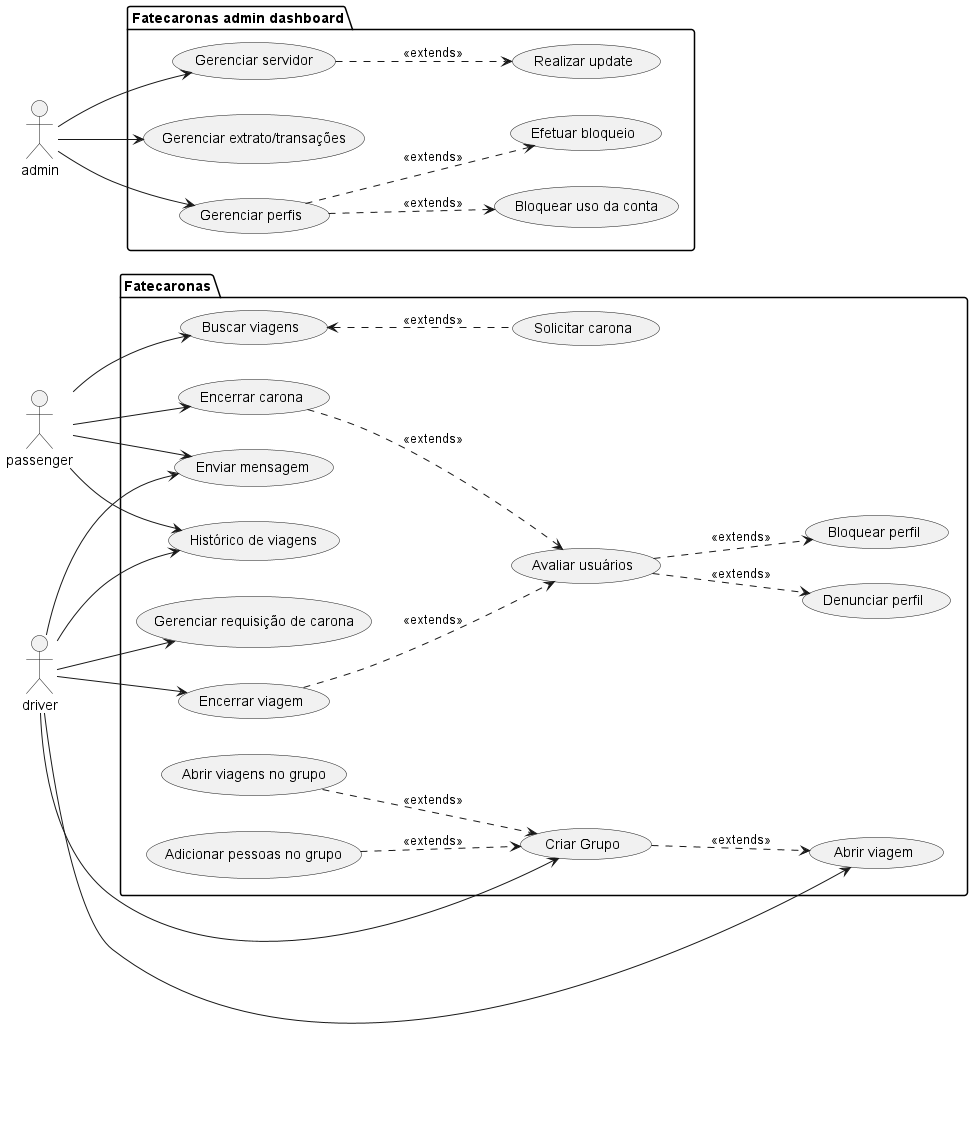 Fatecaronas admin dashboard
Gerenciar servidor
«extends»
Realizar update
admin
Gerenciar extrato/transações
Efetuar bloqueio
«extends»
Gerenciar perfis
«extends»
Bloquear uso da conta
Fatecaronas
Buscar viagens
«extends»
Solicitar carona
Encerrar carona
«extends»
passenger
Enviar mensagem
Histórico de viagens
Avaliar usuários
«extends»
Bloquear perfil
«extends»
Denunciar perfil
Gerenciar requisição de carona
«extends»
driver
Encerrar viagem
Abrir viagens no grupo
«extends»
Adicionar pessoas no grupo
«extends»
Criar Grupo
«extends»
Abrir viagem